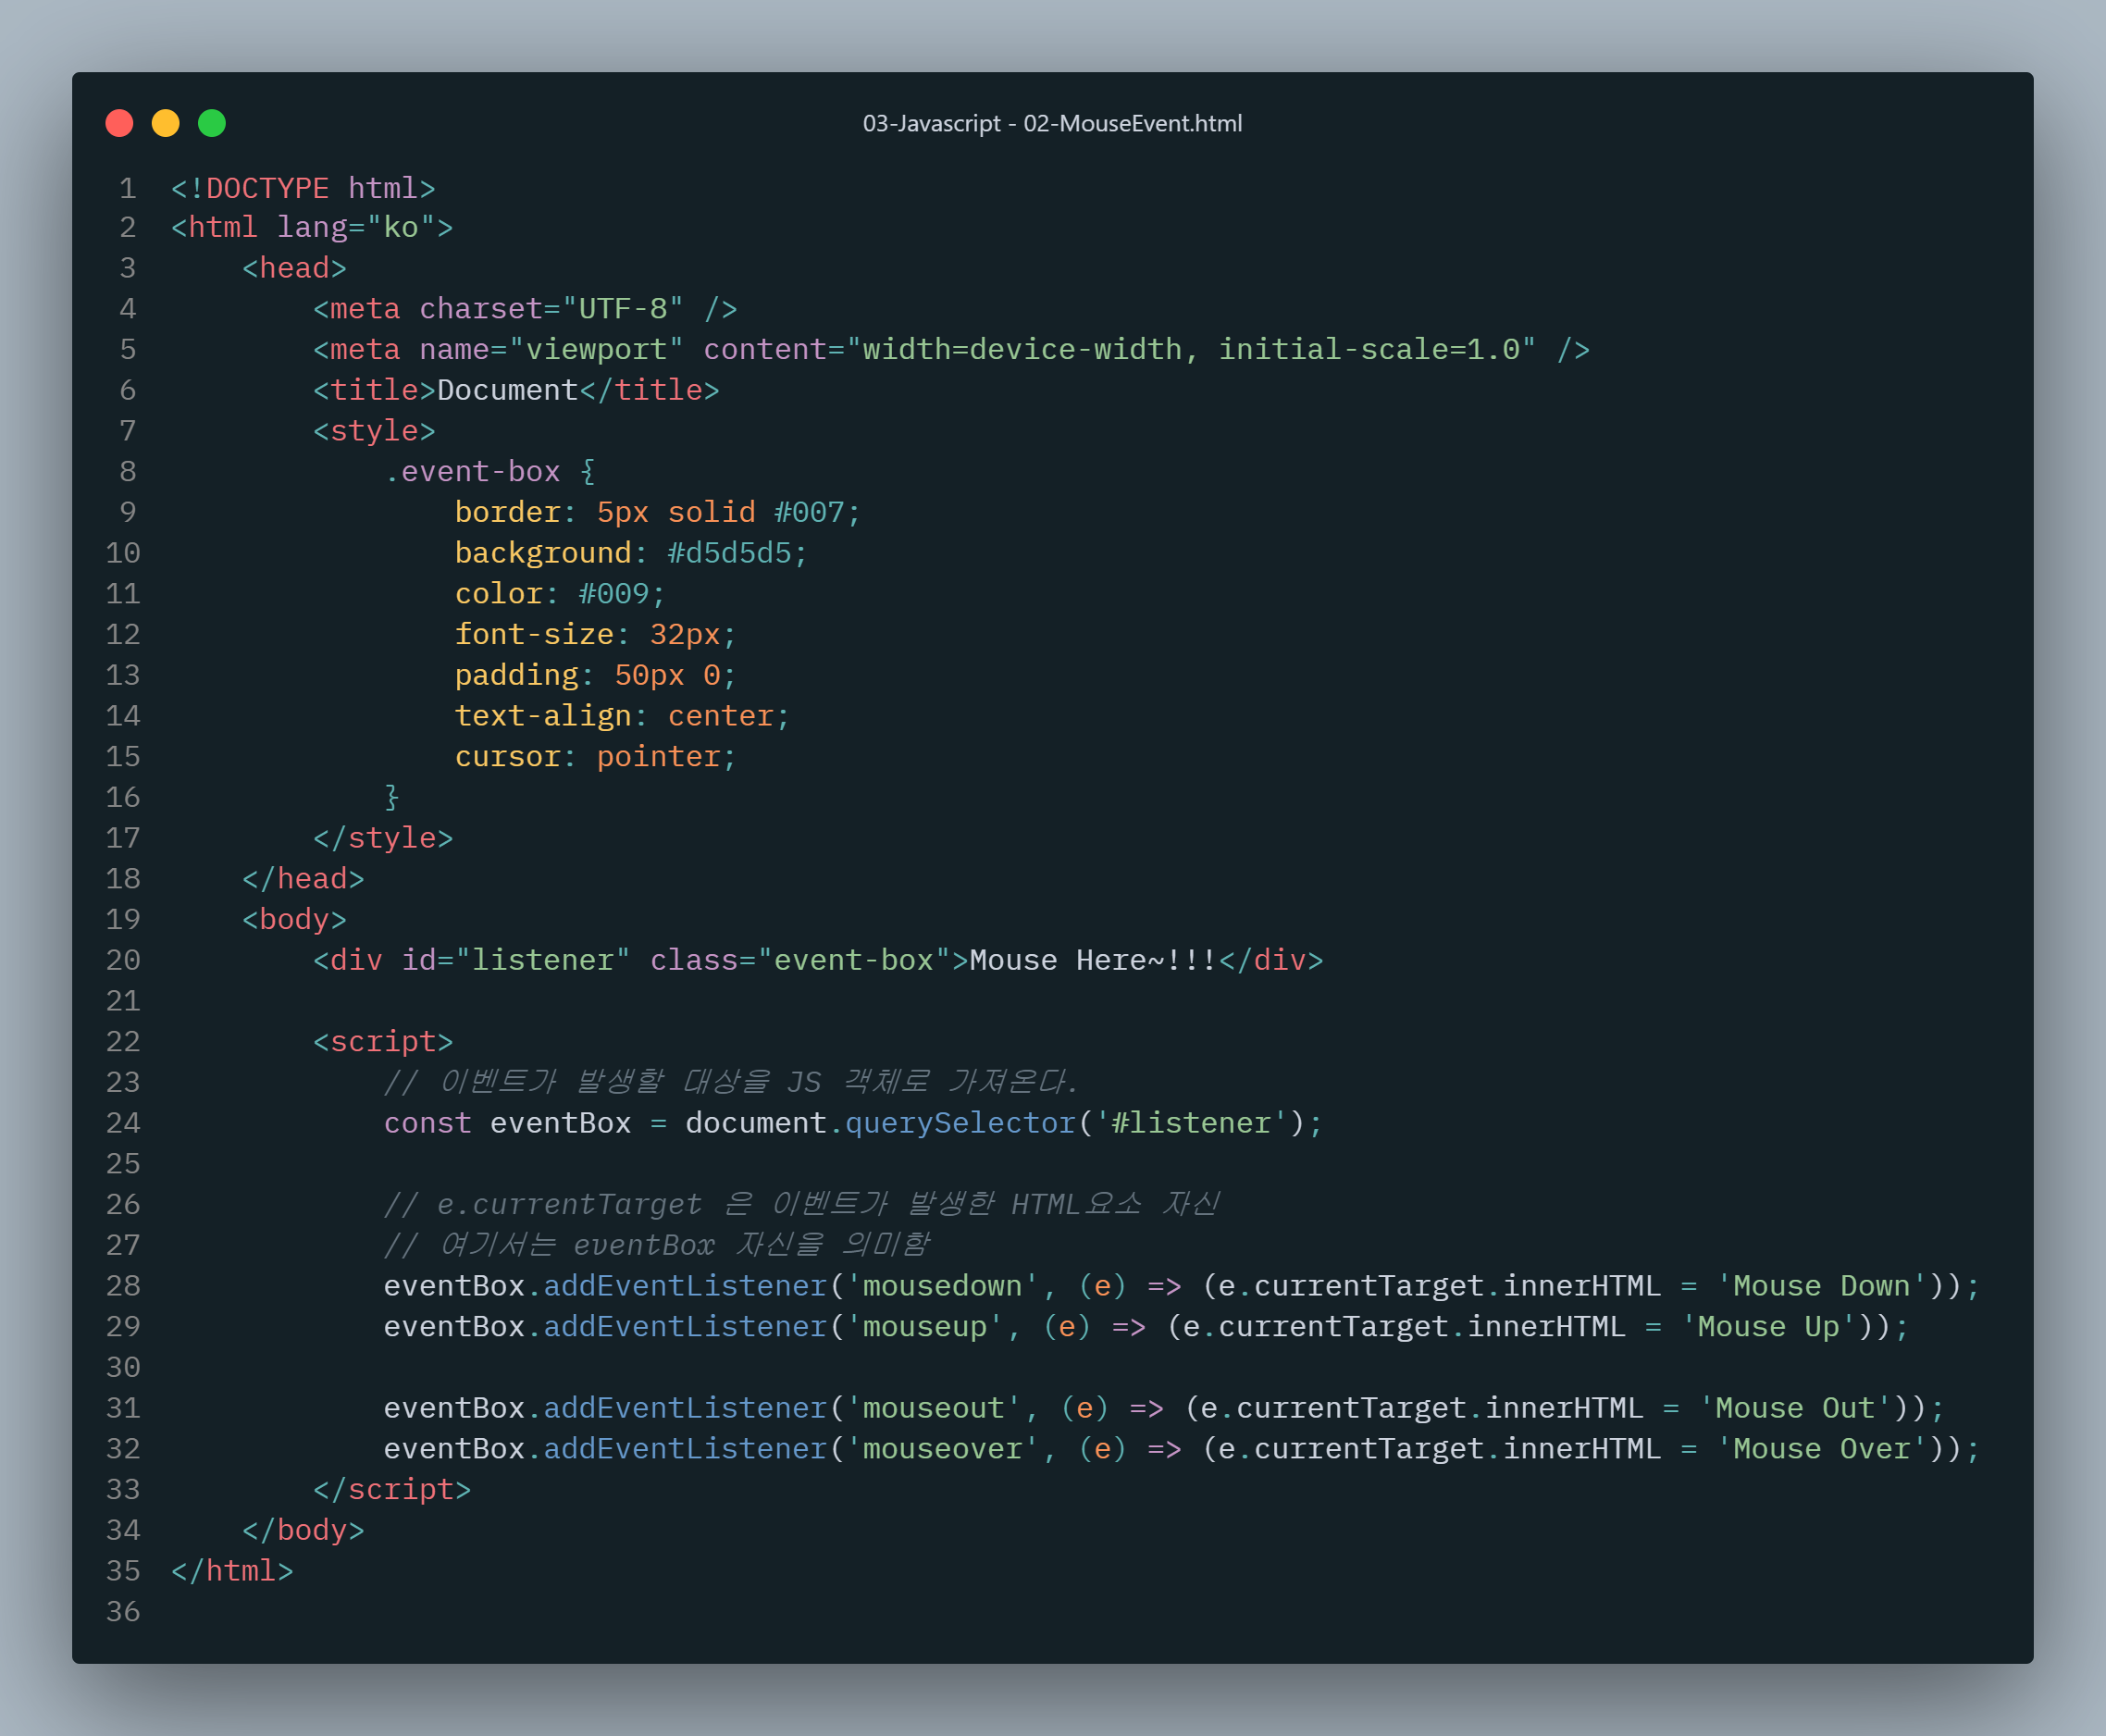 03-Javascript - 02-MouseEvent.html
1 <!DOCTYPE html>
2 <html lang="ko">
3     <head>
4         <meta charset="UTF-8" />
5         <meta name="viewport" content="width=device-width, initial-scale=1.0" />
6         <title>Document</title>
7         <style>
8             .event-box {
9                 border: 5px solid #007;
10                 background: #d5d5d5;
11                 color: #009;
12                 font-size: 32px;
13                 padding: 50px 0;
14                 text-align: center;
15                 cursor: pointer;
16             }
17         </style>
18     </head>
19     <body>
20         <div id="listener" class="event-box">Mouse Here~!!!</div>
21
22         <script>
23             // 이벤트가 발생할 대상을 JS 객체로 가져온다.
24             const eventBox = document.querySelector('#listener');
25
26             // e.currentTarget 은 이벤트가 발생한 HTML요소 자신
27             // 여기서는 eventBox 자신을 의미함
28             eventBox.addEventListener('mousedown', (e) => (e.currentTarget.innerHTML = 'Mouse Down'));
29             eventBox.addEventListener('mouseup', (e) => (e.currentTarget.innerHTML = 'Mouse Up'));
30
31             eventBox.addEventListener('mouseout', (e) => (e.currentTarget.innerHTML = 'Mouse Out'));
32             eventBox.addEventListener('mouseover', (e) => (e.currentTarget.innerHTML = 'Mouse Over'));
33         </script>
34     </body>
35 </html>
36